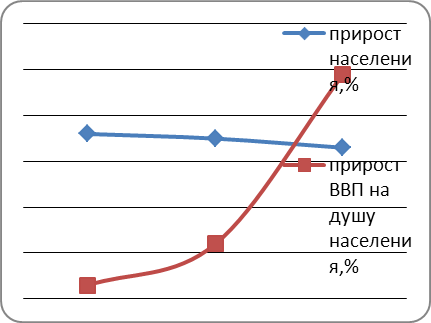 прирост
населени
я,%
прирост
ВВП на
душу
населени
я,%